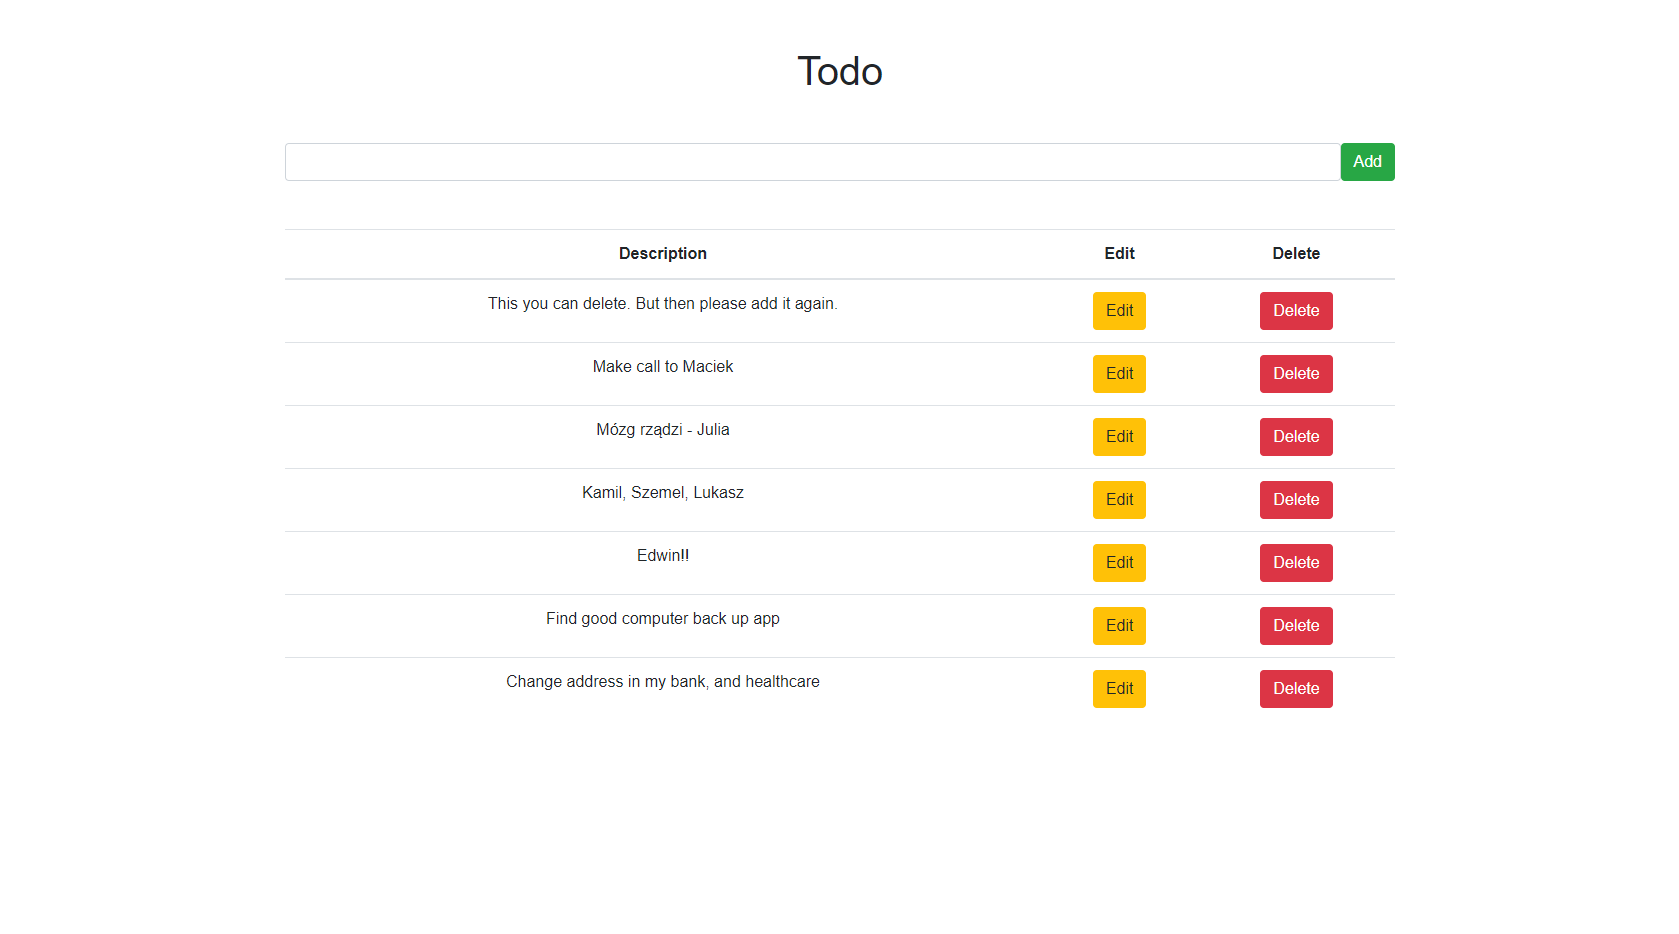 Todo
Add
Description Edit Delete
This you can delete. But then please add it again. Edit Delete
Make call to Maciek Edit Delete
Mózg rządzi - Julia Edit Delete
Kamil, Szemel, Lukasz Edit Delete
Edwin!! Edit Delete
Find good computer back up app Edit Delete
Change address in my bank, and healthcare Edit Delete